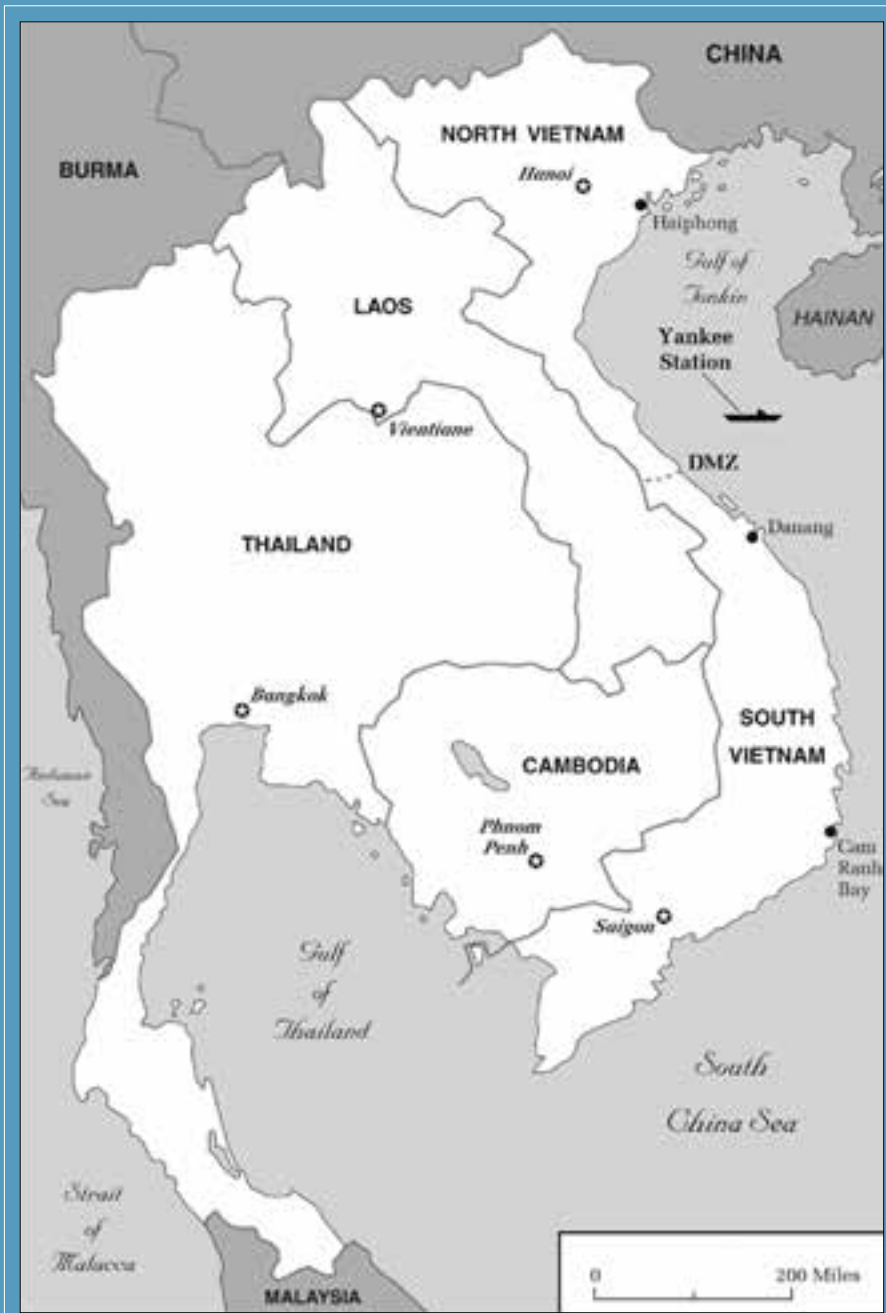 CHINA
NORTH VIETNAM
BURMA
Hanoi
Haiphong
Gulf of
Tonkin
LAOS
HAINAN
Yankee
Station
Vientiane
DMZ
Danang
THAILAND
Bangkok
SOUTH
VIETNAM
CAMBODIA
Andaman
Sea
Phnom
Penh
Cam
Ranh
Bay
Saigon
Gulf
of
Thailand
South
China Sea
Strait
of
Malacca
MALAYSIA
0 200 Miles